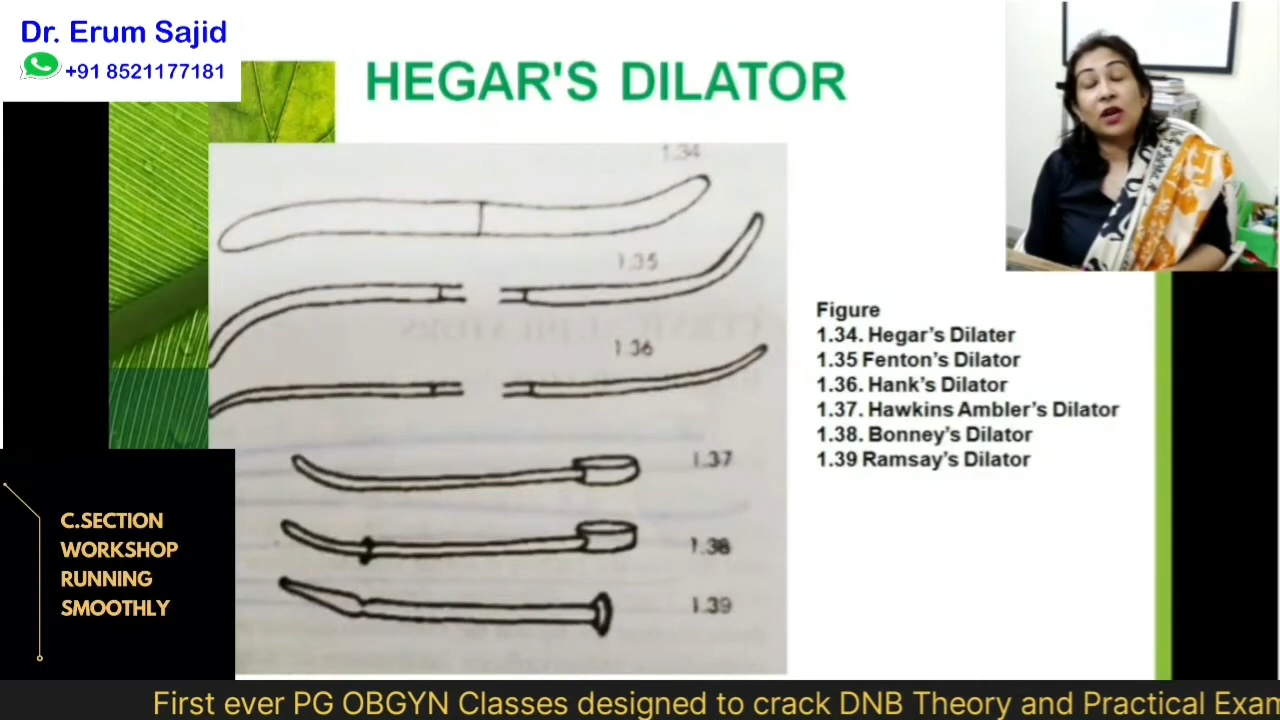 Dr. Erum Sajid
+91 8521177181
HEGAR'S DILATOR
1.34
1.35
1.36
1.37
1.38
1.39
Figure
1.34. Hegar's Dilater
1.35 Fenton's Dilator
1.36. Hank's Dilator
1.37. Hawkins Ambler's Dilator
1.38. Bonney's Dilator
1.39 Ramsay's Dilator
C.SECTION
WORKSHOP
RUNNING
SMOOTHLY
First ever PG OBGYN Classes designed to crack DNB Theory and Practical Exan